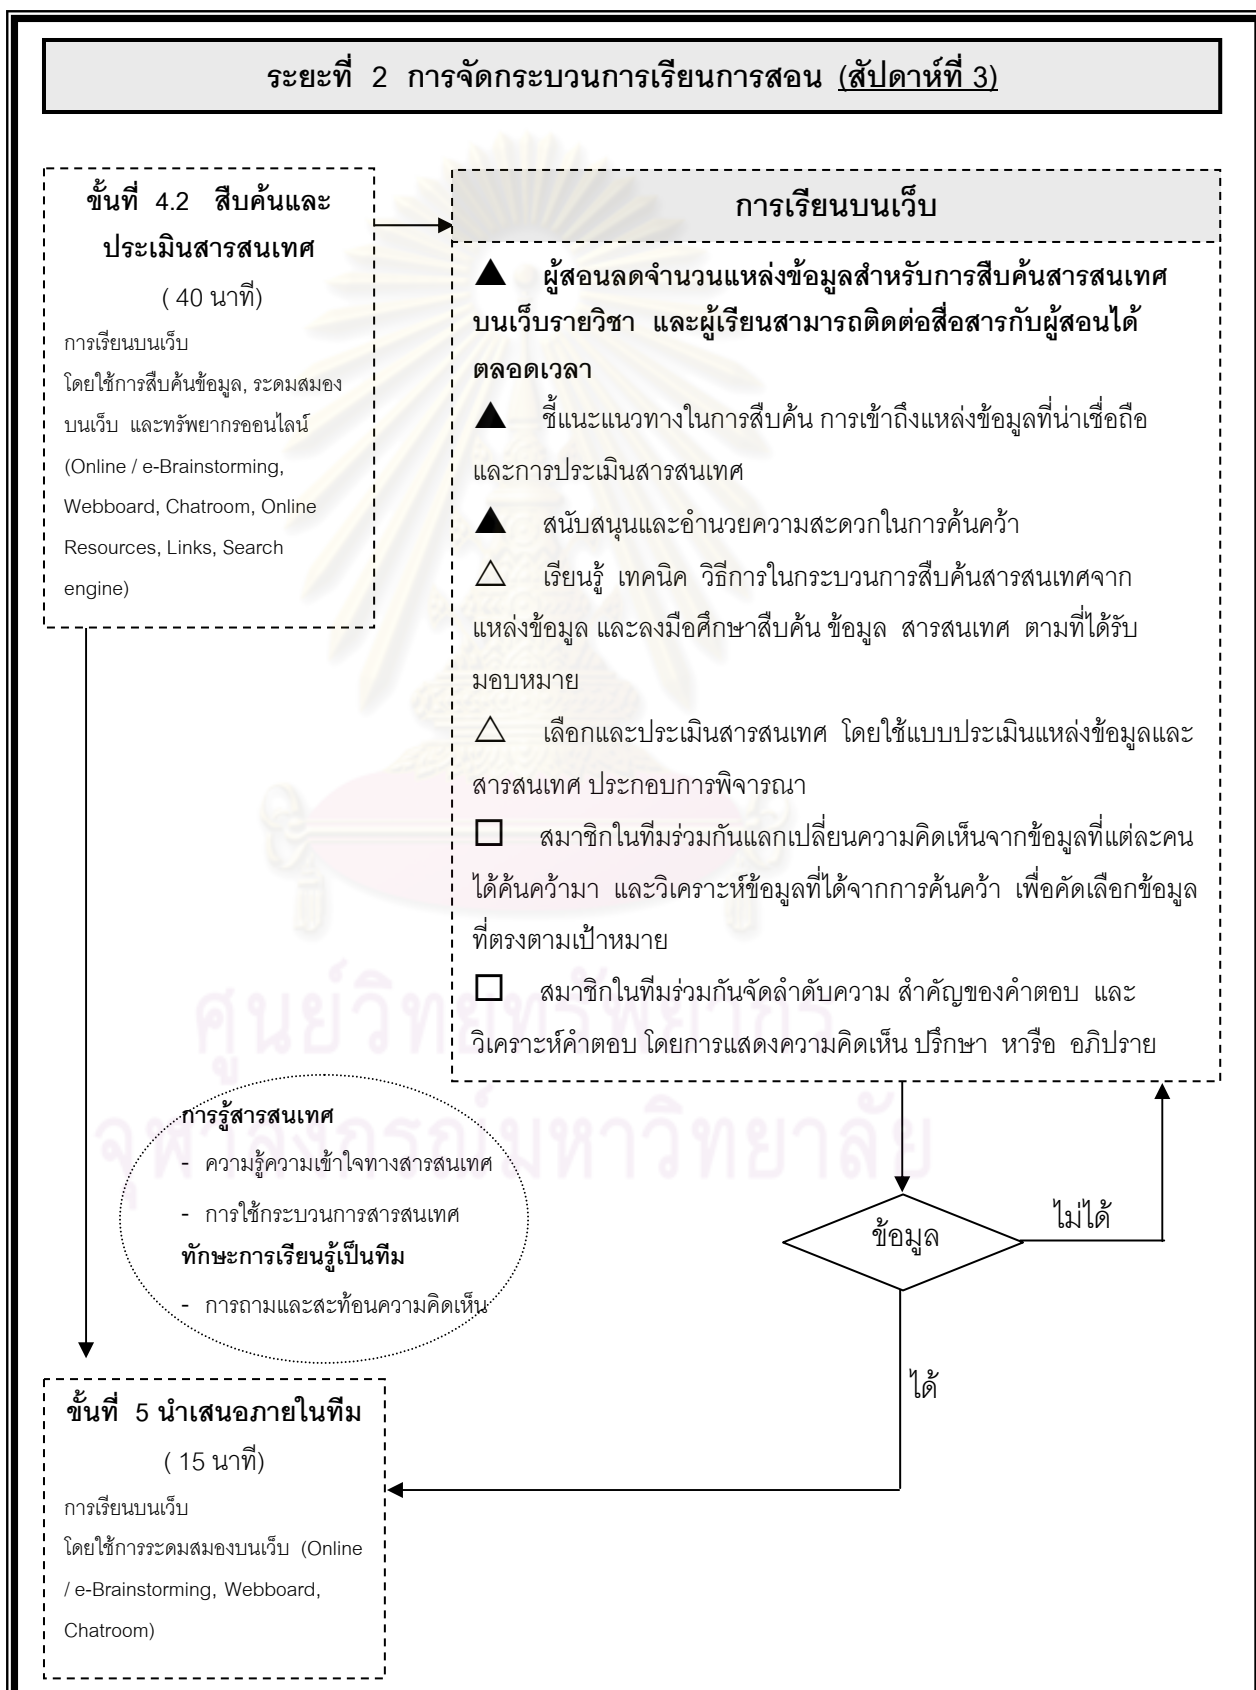 ระยะที่ 2 การจัดกระบวนการเรียนการสอน (สัปดาห์ที่ 3)
ขั้นที่ 4.2 สืบค้นและ
ประเมินสารสนเทศ
( 40 นาที)
การเรียนบนเว็บ
โดยใช้การสืบค้นข้อมูล, ระดมสมอง
บนเว็บ และทรัพยากรออนไลน์
(Online / e-Brainstorming,
Webboard, Chatroom, Online
Resources, Links, Search
engine)
การเรียนบนเว็บ
▲ ผู้สอนลดจำนวนแหล่งข้อมูลสำหรับการสืบค้นสารสนเทศ
บนเว็บรายวิชา และผู้เรียนสามารถติดต่อสื่อสารกับผู้สอนได้
ตลอดเวลา
▲ ชี้แนะแนวทางในการสืบค้น การเข้าถึงแหล่งข้อมูลที่น่าเชื่อถือ
และการประเมินสารสนเทศ
▲ สนับสนุนและอำนวยความสะดวกในการค้นคว้า
△ เรียนรู้ เทคนิค วิธีการในกระบวนการสืบค้นสารสนเทศจาก
แหล่งข้อมูล และลงมือศึกษาสืบค้น ข้อมูล สารสนเทศ ตามที่ได้รับ
มอบหมาย
△ เลือกและประเมินสารสนเทศ โดยใช้แบบประเมินแหล่งข้อมูลและ
สารสนเทศ ประกอบการพิจารณา
□ สมาชิกในทีมร่วมกันแลกเปลี่ยนความคิดเห็นจากข้อมูลที่แต่ละคน
ได้ค้นคว้ามา และวิเคราะห์ข้อมูลที่ได้จากการค้นคว้า เพื่อคัดเลือกข้อมูล
ที่ตรงตามเป้าหมาย
□ สมาชิกในทีมร่วมกันจัดลำดับความ สำคัญของคำตอบ และ
วิเคราะห์คำตอบ โดยการแสดงความคิดเห็น ปรึกษา หารือ อภิปราย
ศูนย์วิทยทรัพยากร
จุฬาลงกรณ์มหาวิทยาลัย
การรู้สารสนเทศ
- ความรู้ความเข้าใจทางสารสนเทศ
- การใช้กระบวนการสารสนเทศ
ทักษะการเรียนรู้เป็นทีม
- การถามและสะท้อนความคิดเห็น
ข้อมูล
ไม่ได้
ได้
ขั้นที่ 5 นำเสนอภายในทีม
( 15 นาที)
การเรียนบนเว็บ
โดยใช้การระดมสมองบนเว็บ (Online
/ e-Brainstorming, Webboard,
Chatroom)